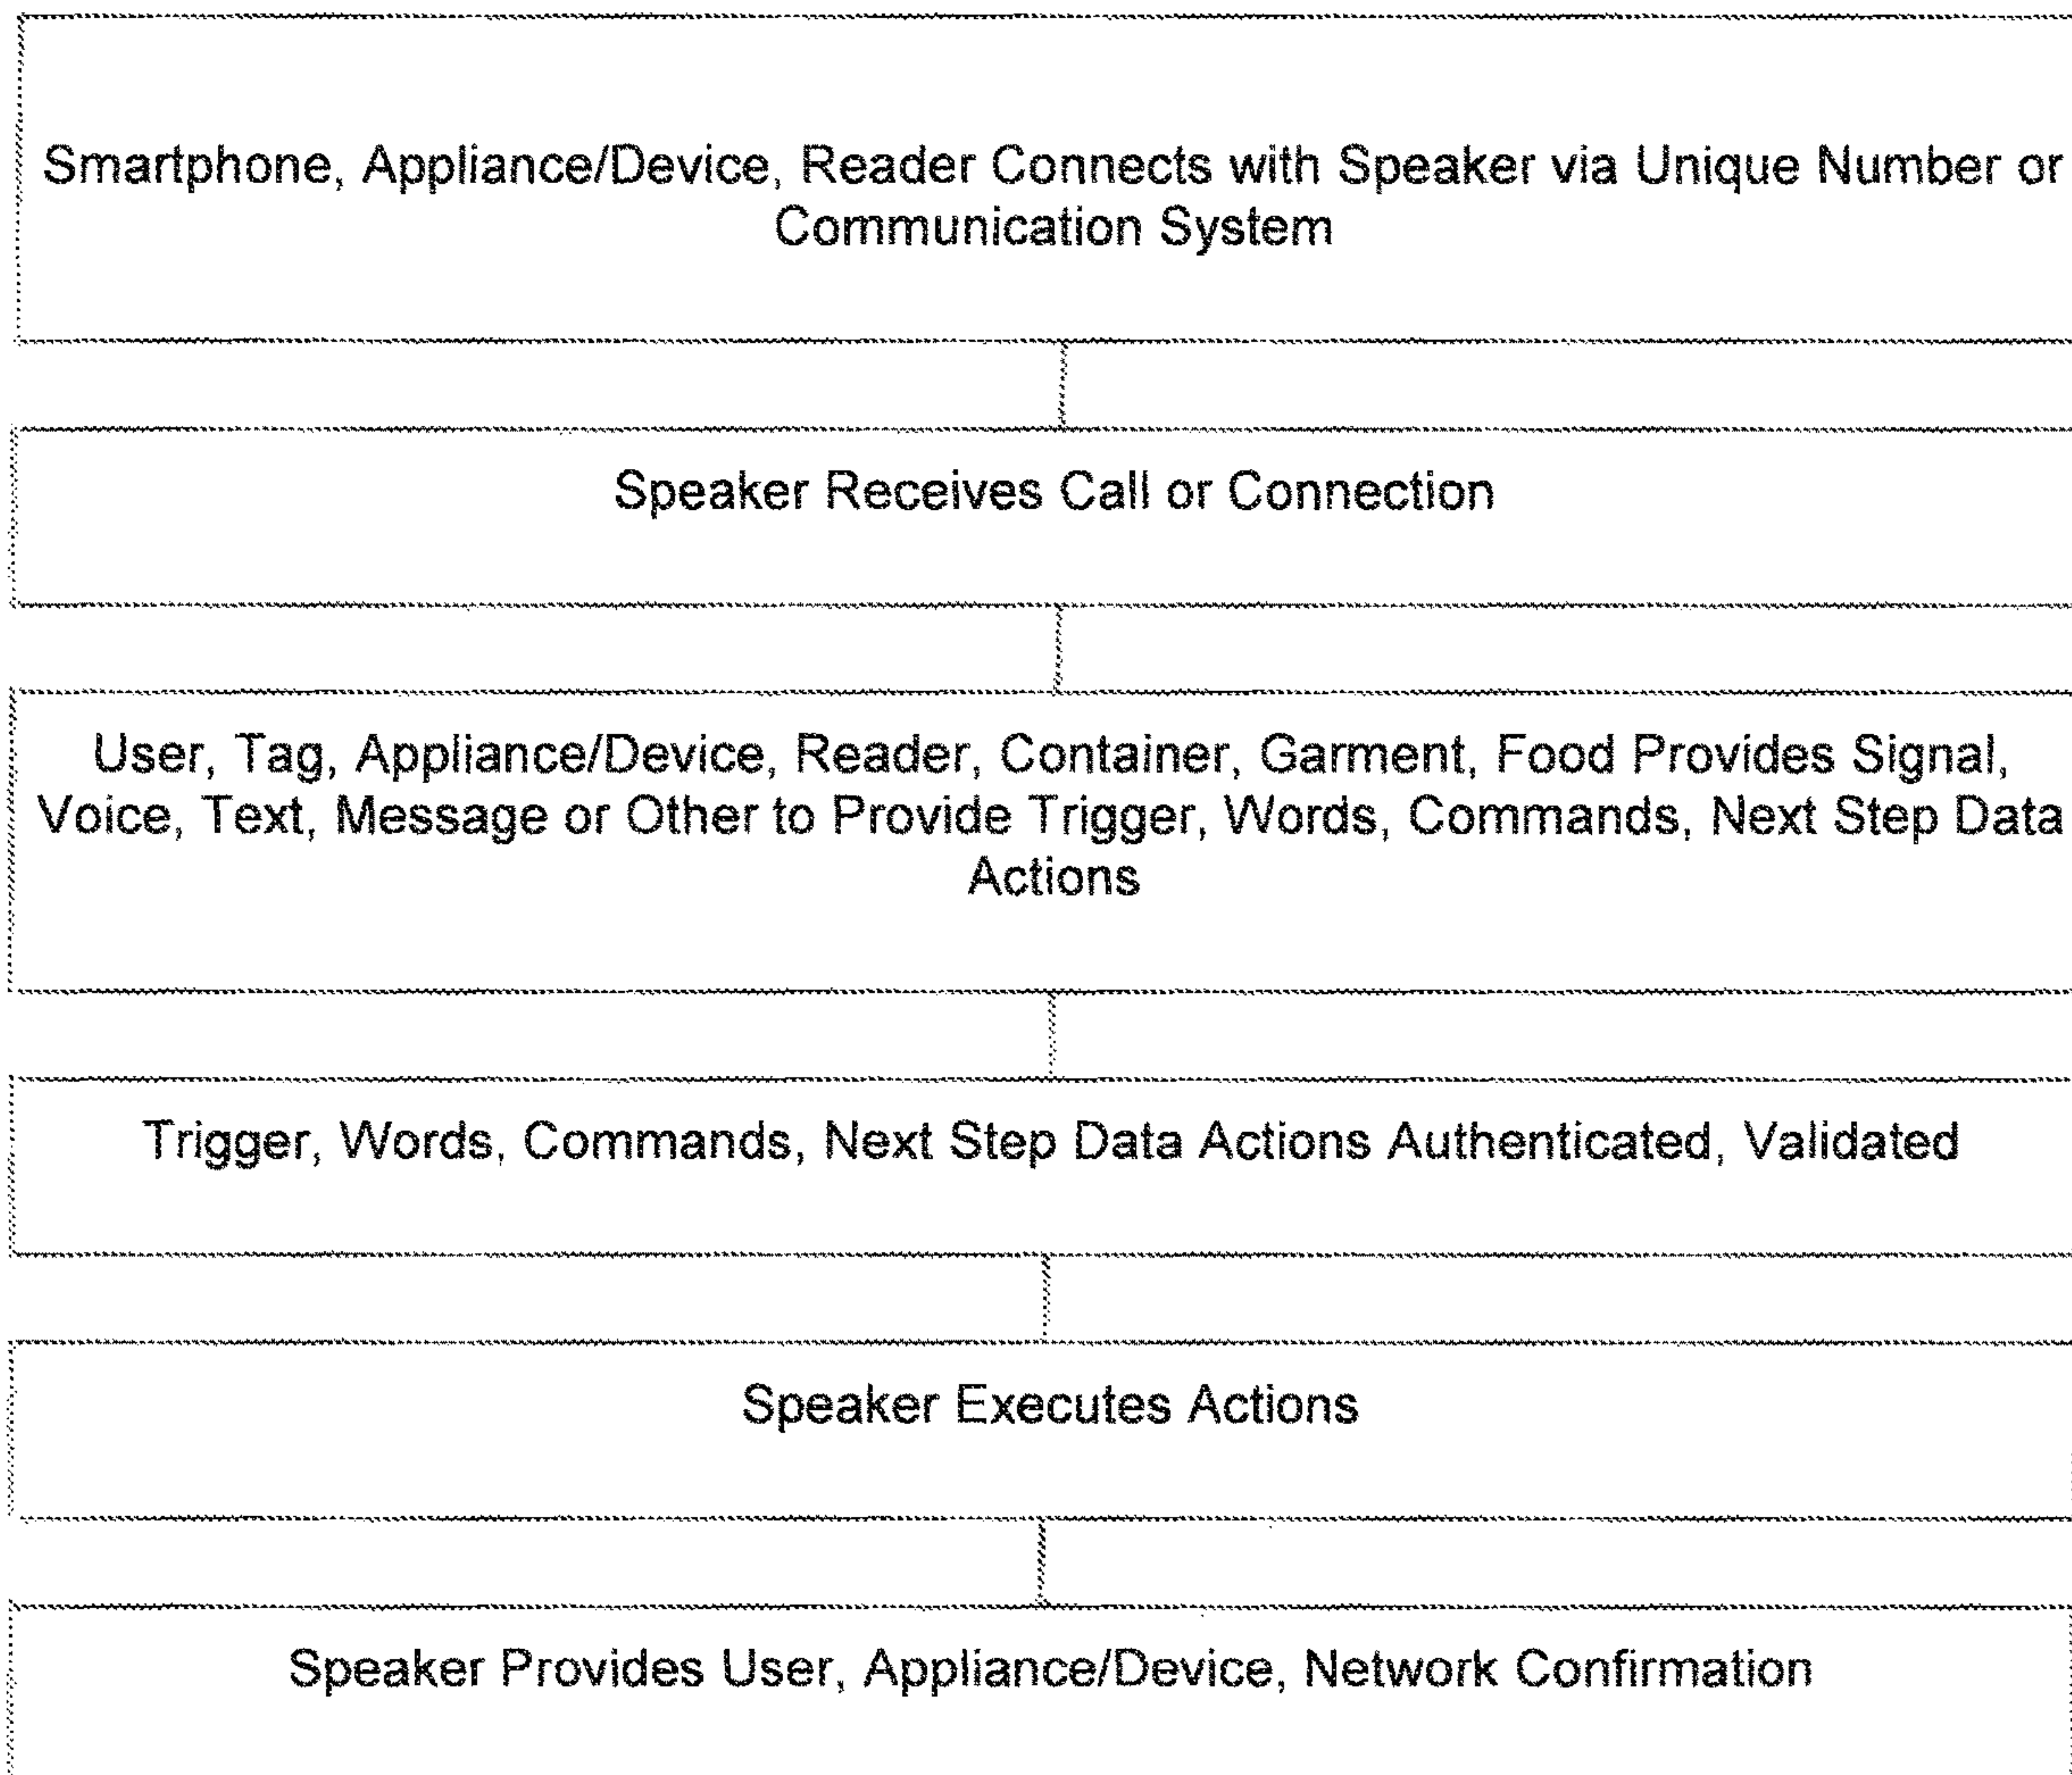 Smartphone, Appliance/Device, Reader Connects with Speaker via Unique Number or
Communication System
Speaker Receives Call or Connection
User, Tag, Appliance/Device, Reader, Container, Garment, Food Provides Signal,
Voice, Text, Message or Other to Provide Trigger, Words, Commands, Next Step Data
Actions
Trigger, Words, Commands, Next Step Data Actions Authenticated, Validated
Speaker Executes Actions
Speaker Provides User, Appliance/Device, Network Confirmation